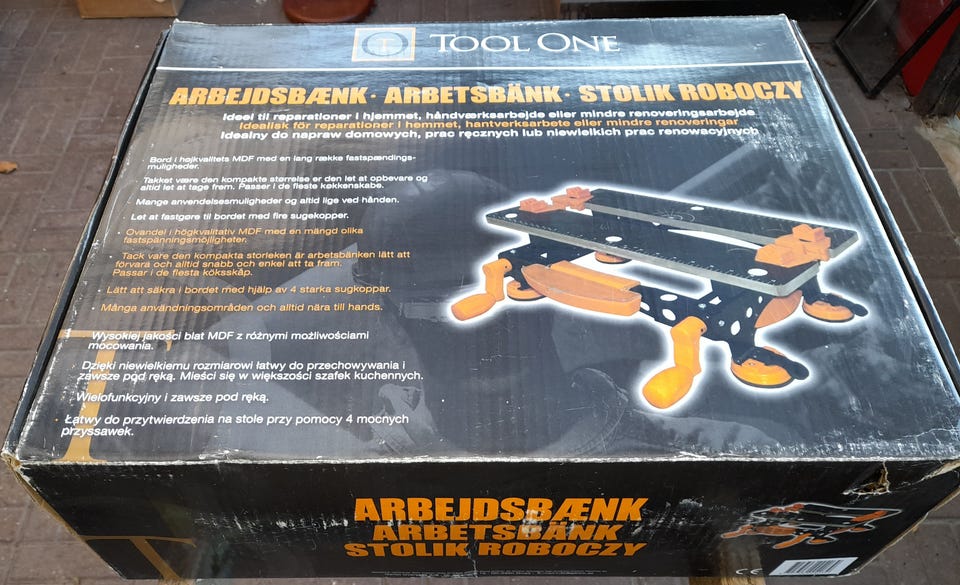 TOOL ONE
ARBEJDSBÆNK · ARBETSBÄNK · STOLIK ROBOCZY
Ideel til reparationer i hjemmet, håndværksarbejde eller mindre renoveringsarbejde
Idealisk för reparationer i hemmet, hantverksarbete eller mindre renoveringar
Idealny do napraw domowych, prac ręcznych lub niewielkich prac renowacyjnych
· Bord i højkvalitets MDF med en lang række fastspændings-
muligheder.
· Takket være den kompakte størrelse er den let at opbevare og
altid let at tage frem. Passer i de fleste køkkenskabe.
· Mange anvendelsesmuligheder og altid lige ved hånden.
· Let at fastgøre til bordet med fire sugekopper.
· Ovandel i högkvalitativ MDF med en mängd olika
fastspänningsmöjligheter.
· Tack vare den kompakta storleken är arbetsbänken lätt att
förvara och alltid snabb och enkel att ta fram.
Passar i de flesta köksskåp.
· Lätt att säkra i bordet med hjälp av 4 starka sugkoppar.
· Många användningsområden och alltid nära till hands.
· Wysokiej jakości blat MDF z różnymi możliwościami
mocowania.
· Dzięki niewielkiemu rozmiarowi łatwy do przechowywania i
zawsze pod ręką. Mieści się w większości szafek kuchennych.
· Wielofunkcyjny i zawsze pod ręką.
· Łatwy do przytwierdzenia na stole przy pomocy 4 mocnych
przyssawek.
ARBEJDSBÆNK
ARBETSBÄNK
STOLIK ROBOCZY
CE